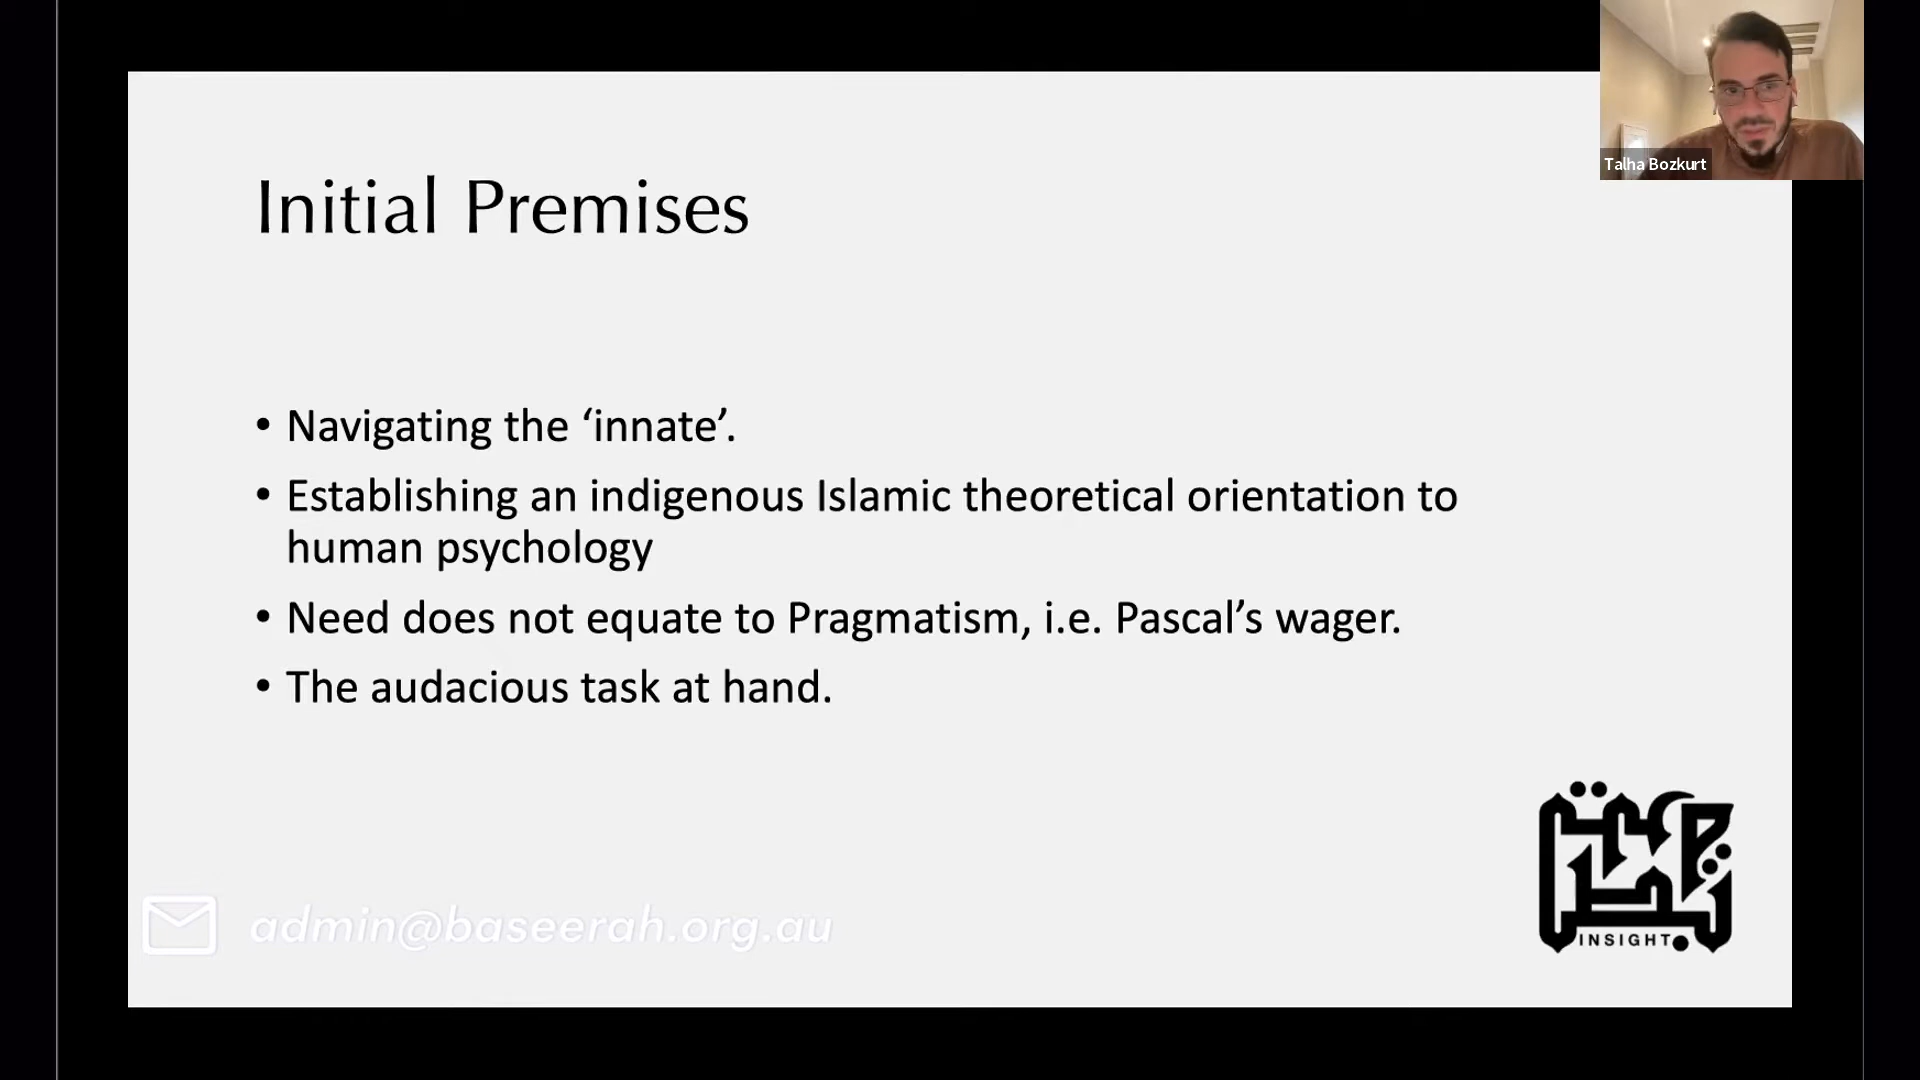 Talha Bozkurt
Initial Premises
• Navigating the ‘innate’.
• Establishing an indigenous Islamic theoretical orientation to
human psychology
• Need does not equate to Pragmatism, i.e. Pascal’s wager.
• The audacious task at hand.
admin@baseerah.org.au
INSIGHT